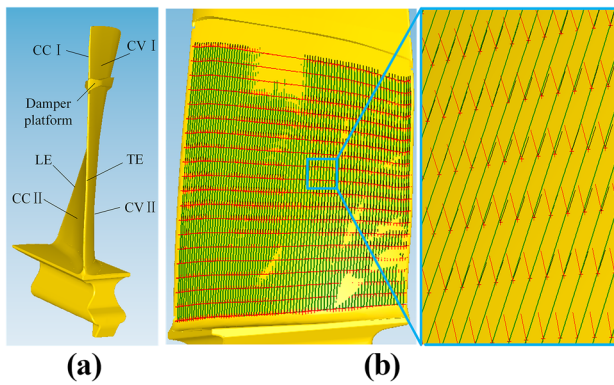 CC Ⅰ
CV Ⅰ
Damper
platform
LE
TE
CC Ⅱ
CV Ⅱ
(a)
(b)